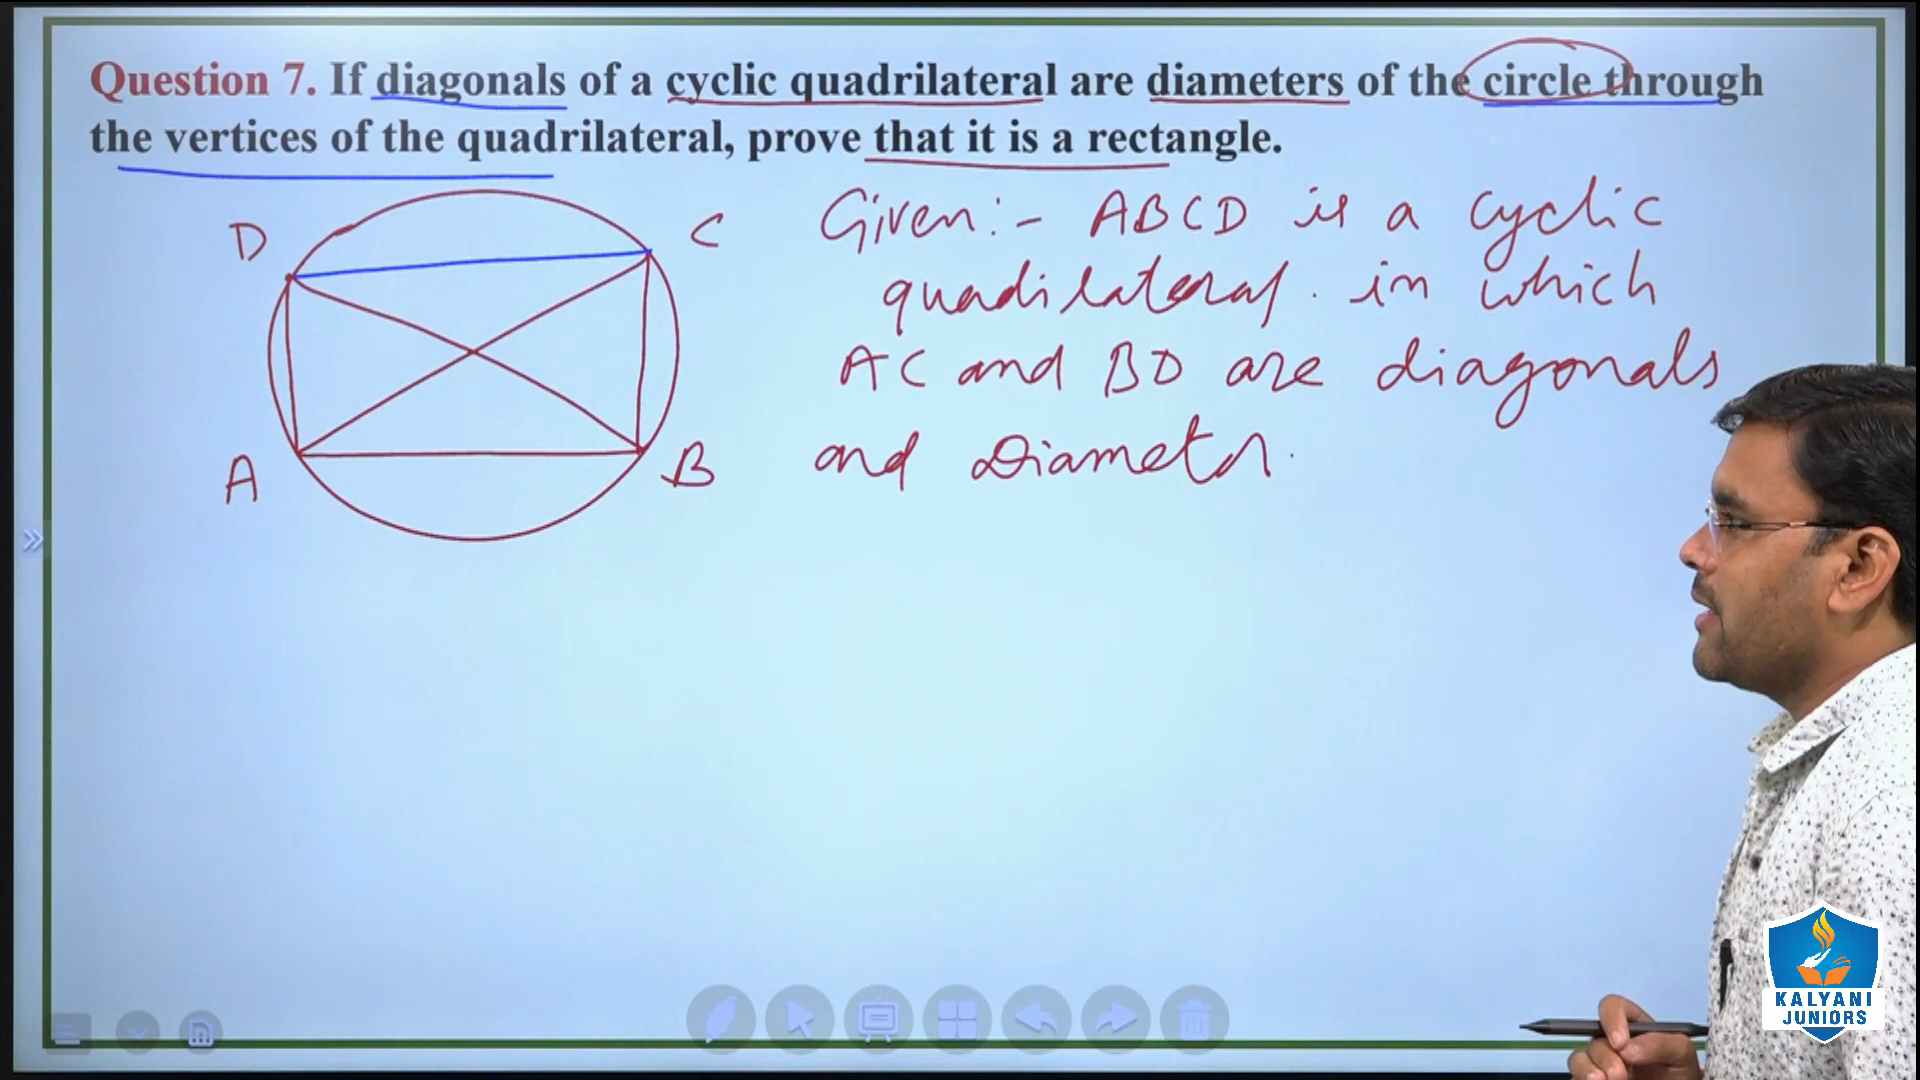 Question 7. If diagonals of a cyclic quadrilateral are diameters of the circle through
the vertices of the quadrilateral, prove that it is a rectangle.
D
C
A
B
Given:- ABCD is a cyclic
quadilateral. in which
AC and BD are diagonals
and Diameter.
KALYANI
JUNIORS